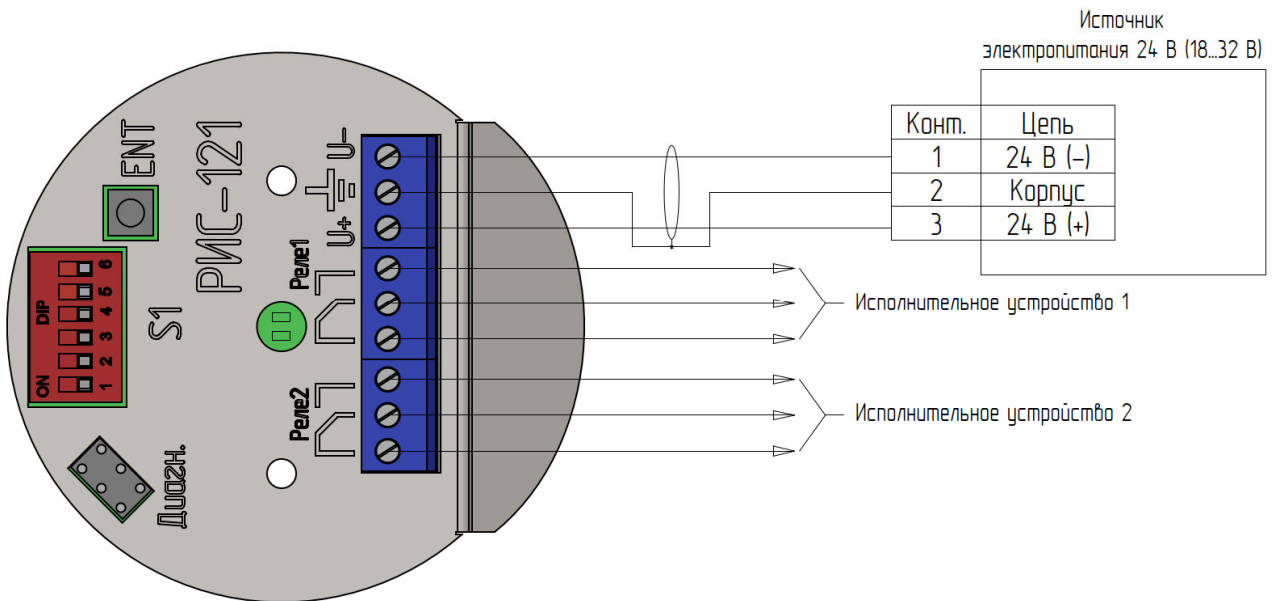 Источник
электропитания 24 В (18...32 В)
Конт. Цепь
1 24 В (–)
2 Корпус
3 24 В (+)
Исполнительное устройство 1
Исполнительное устройство 2
ENT
РИС-121
U–
U+
Реле1
Реле2
S1
ON DIP
1 2 3 4 5 6
Диагн.